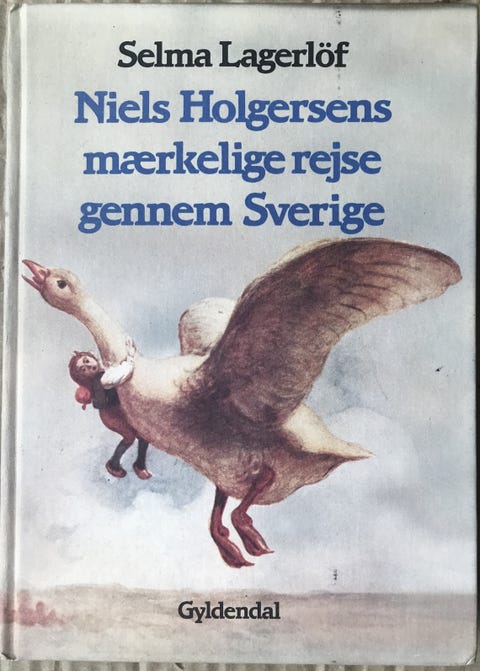 Selma Lagerlöf
Niels Holgersens
mærkelige rejse
gennem Sverige
Gyldendal